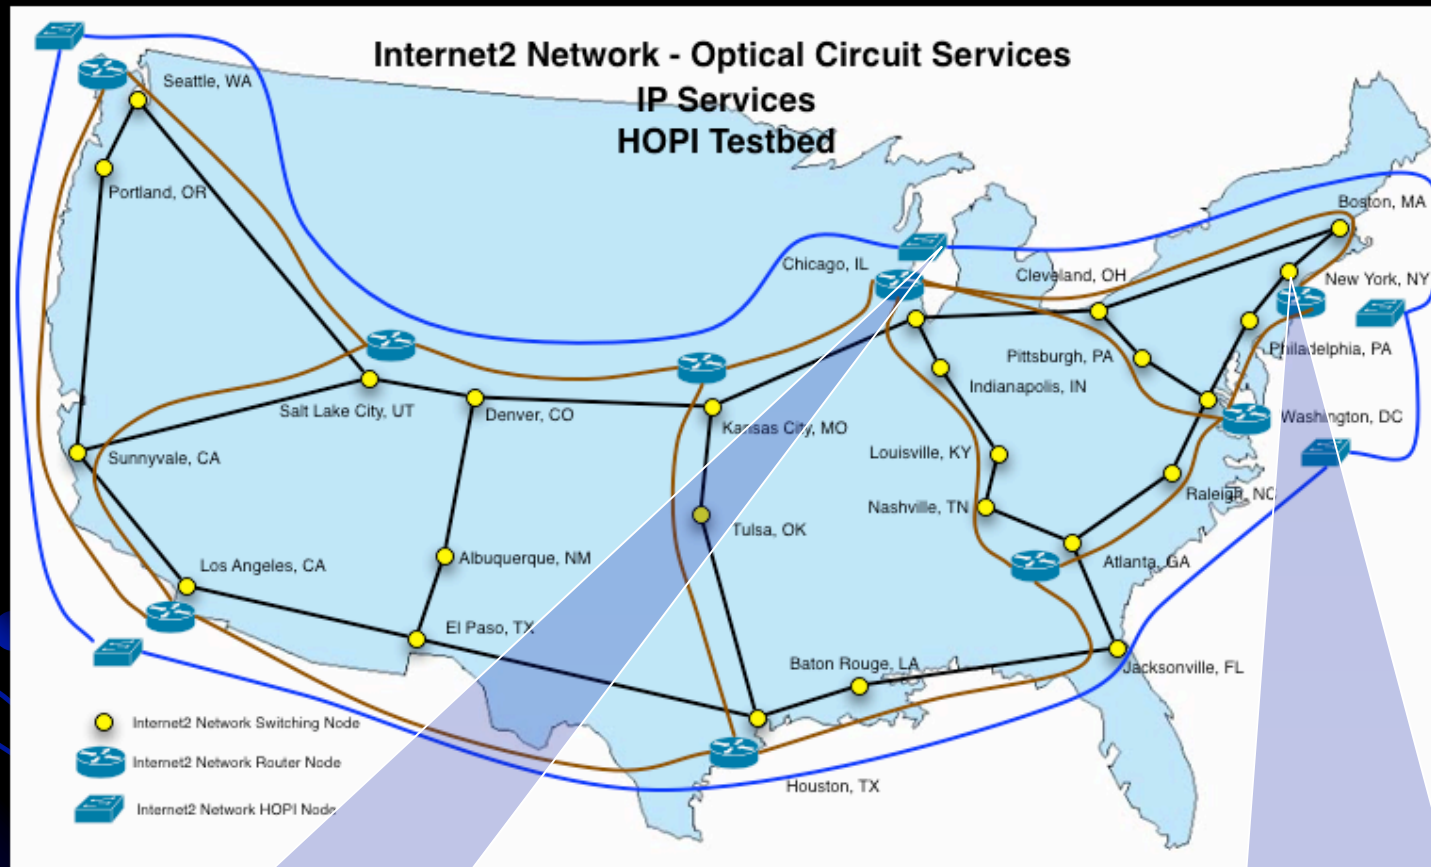 Internet2 Network - Optical Circuit Services
IP Services
HOPI Testbed
Seattle, WA
Portland, OR
Boston, MA
Chicago, IL
Cleveland, OH
New York, NY
Pittsburgh, PA
Philadelphia, PA
Indianapolis, IN
Salt Lake City, UT
Denver, CO
Kansas City, MO
Washington, DC
Sunnyvale, CA
Louisville, KY
Raleigh, NC
Nashville, TN
Tulsa, OK
Los Angeles, CA
Albuquerque, NM
Atlanta, GA
El Paso, TX
Baton Rouge, LA
Jacksonville, FL
Internet2 Network Switching Node
Internet2 Network Router Node
Houston, TX
Internet2 Network HOPI Node